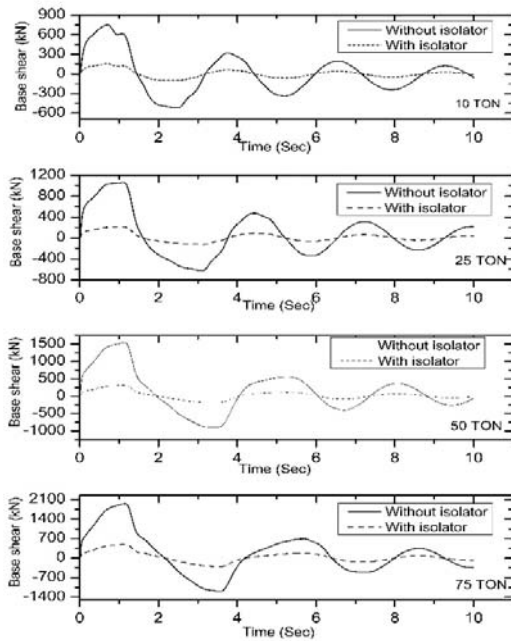 900
600
300
0
-300
-600
Base shear (kN)
Without isolator
With isolator
10 TON
0 2 4 6 8 10
Time (Sec)
1200
800
400
0
-400
-800
Base shear (kN)
Without isolator
With isolator
25 TON
0 2 4 6 8 10
Time (Sec)
1500
1000
500
0
-500
-1000
Base shear (kN)
Without isolator
With isolator
50 TON
0 2 4 6 8 10
Time (Sec)
2100
1400
700
0
-700
-1400
Base shear (kN)
Without isolator
With isolator
75 TON
0 2 4 6 8 10
Time (Sec)